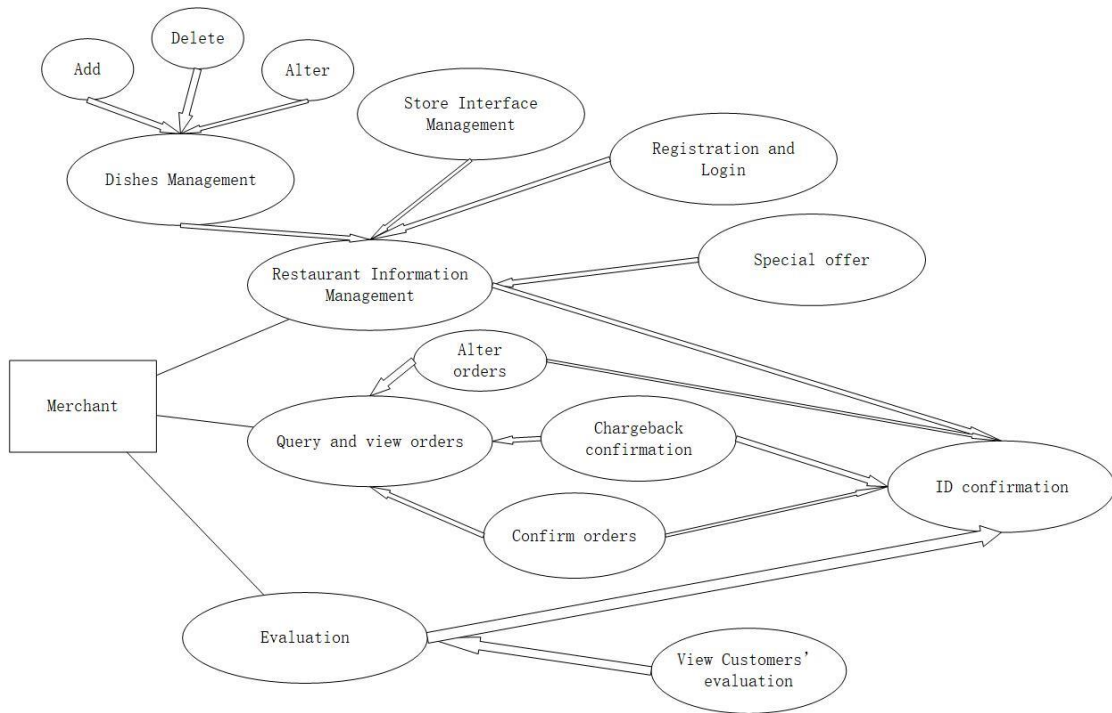 Delete
Add
Alter
Store Interface
Management
Registration and
Login
Dishes Management
Special offer
Restaurant Information
Management
Alter
orders
Merchant
Query and view orders
Chargeback
confirmation
ID confirmation
Confirm orders
Evaluation
View Customers'
evaluation